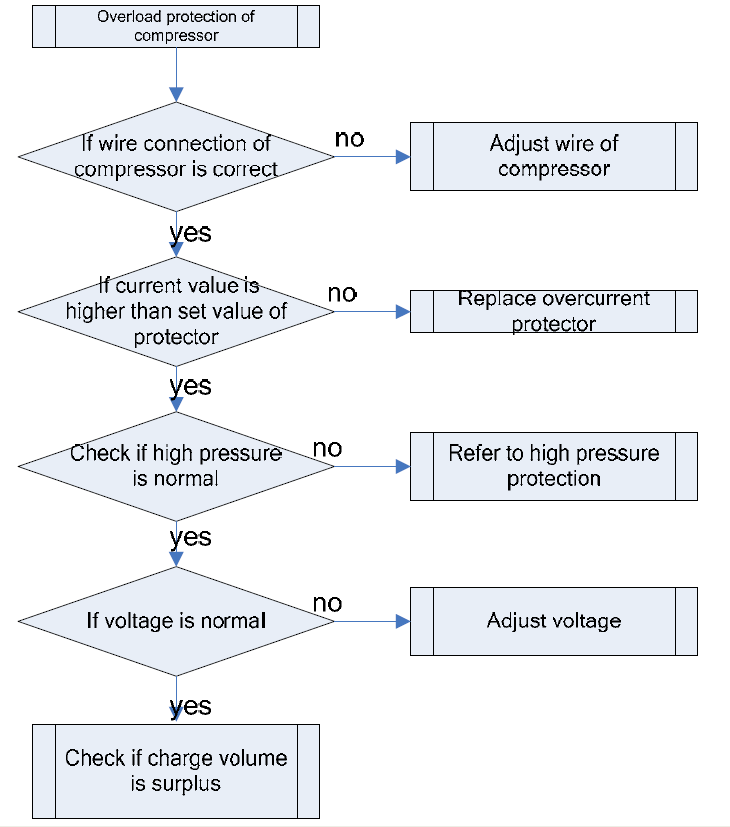 Overload protection of
compressor
If wire connection of
compressor is correct
no
Adjust wire of
compressor
yes
If current value is
higher than set value of
protector
no
Replace overcurrent
protector
yes
Check if high pressure
is normal
no
Refer to high pressure
protection
yes
If voltage is normal
no
Adjust voltage
yes
Check if charge volume
is surplus